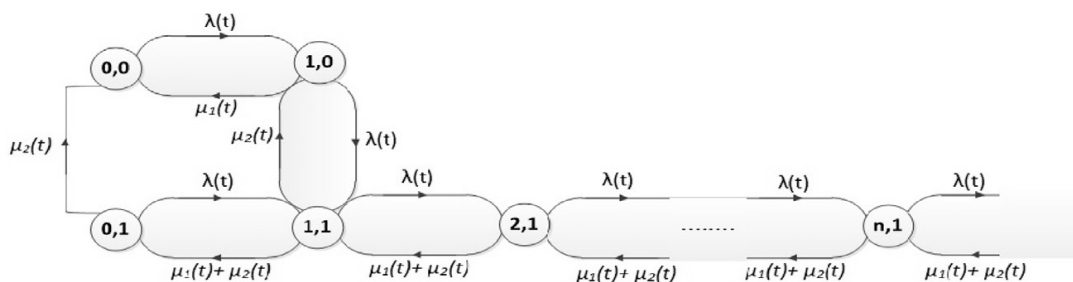 λ(t)
0,0
1,0
μ₁(t)
μ₂(t)
μ₂(t)
λ(t)
λ(t)
λ(t)
λ(t)
λ(t)
λ(t)
0,1
1,1
2,1
........
n,1
μ₁(t)+ μ₂(t)
μ₁(t)+ μ₂(t)
μ₁(t)+ μ₂(t)
μ₁(t)+ μ₂(t)
μ₁(t)+ μ₂(t)